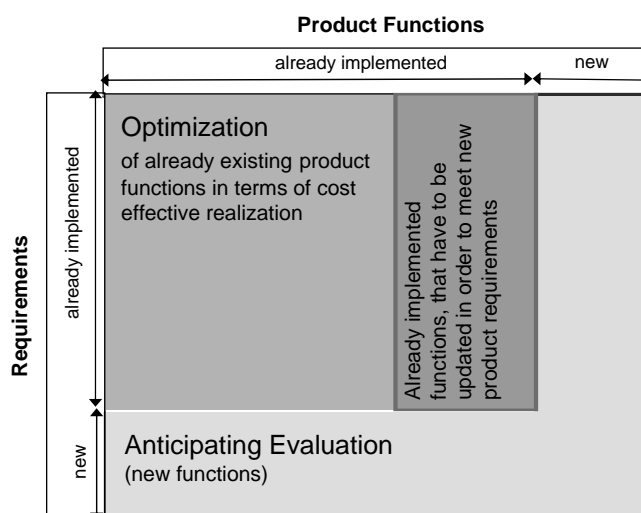 Product Functions
already implemented
new
Requirements
already implemented
new
Optimization
of already existing product
functions in terms of cost
effective realization
Already implemented
functions, that have to be
updated in order to meet new
product requirements
Anticipating Evaluation
(new functions)